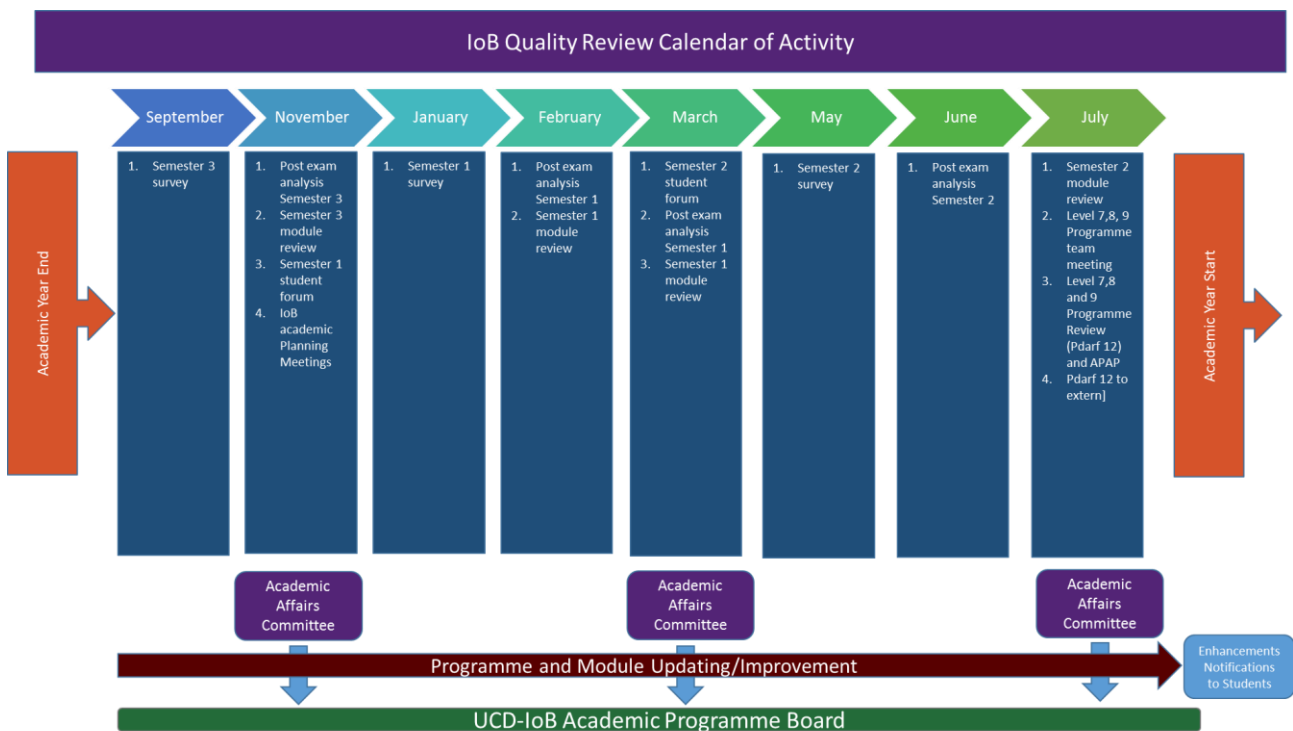 IoB Quality Review Calendar of Activity
September
November
January
February
March
May
June
July
Academic Year End
1. Semester 3
survey
1. Post exam
analysis
Semester 3
2. Semester 3
module
review
3. Semester 1
student
forum
4. IoB
academic
Planning
Meetings
1. Semester 1
survey
1. Post exam
analysis
Semester 1
2. Semester 1
module
review
1. Semester 2
student
forum
2. Post exam
analysis
Semester 1
3. Semester 1
module
review
1. Semester 2
survey
1. Post exam
analysis
Semester 2
1. Semester 2
module
review
2. Level 7,8, 9
Programme
team
meeting
3. Level 7,8
and 9
Programme
Review
(Pdarf 12)
and APAP
4. Pdarf 12 to
extern]
Academic Year Start
Academic
Affairs
Committee
Academic
Affairs
Committee
Academic
Affairs
Committee
Programme and Module Updating/Improvement
Enhancements
Notifications
to Students
UCD-IoB Academic Programme Board